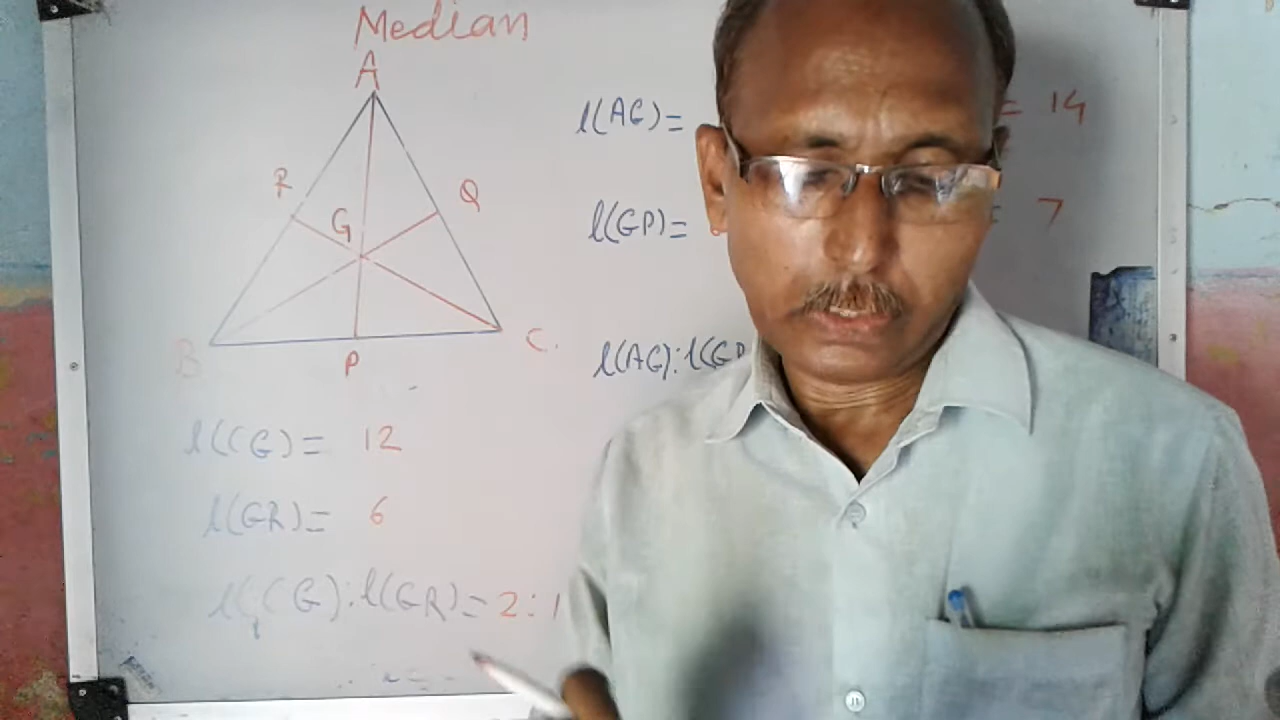 Median
A
R
Q
G
B
P
C.
l(AG)=
= 14
l(GP)=
= 7
l(AG):l(GP
l(CG)= 12
l(GR)= 6
l(CG):l(GR)= 2:1